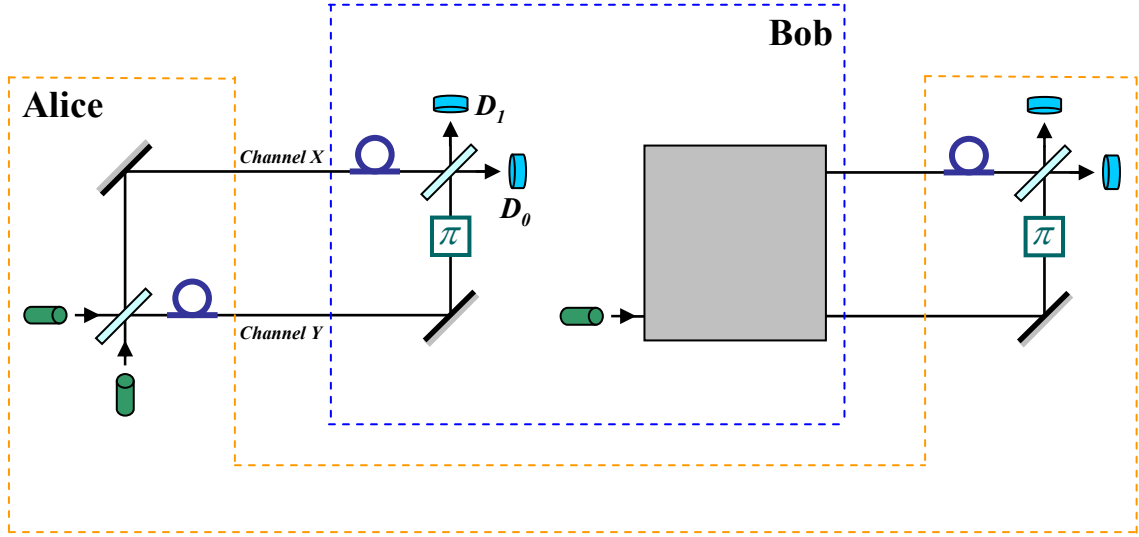 Bob
Alice
D1
Channel X
D0
π
π
Channel Y